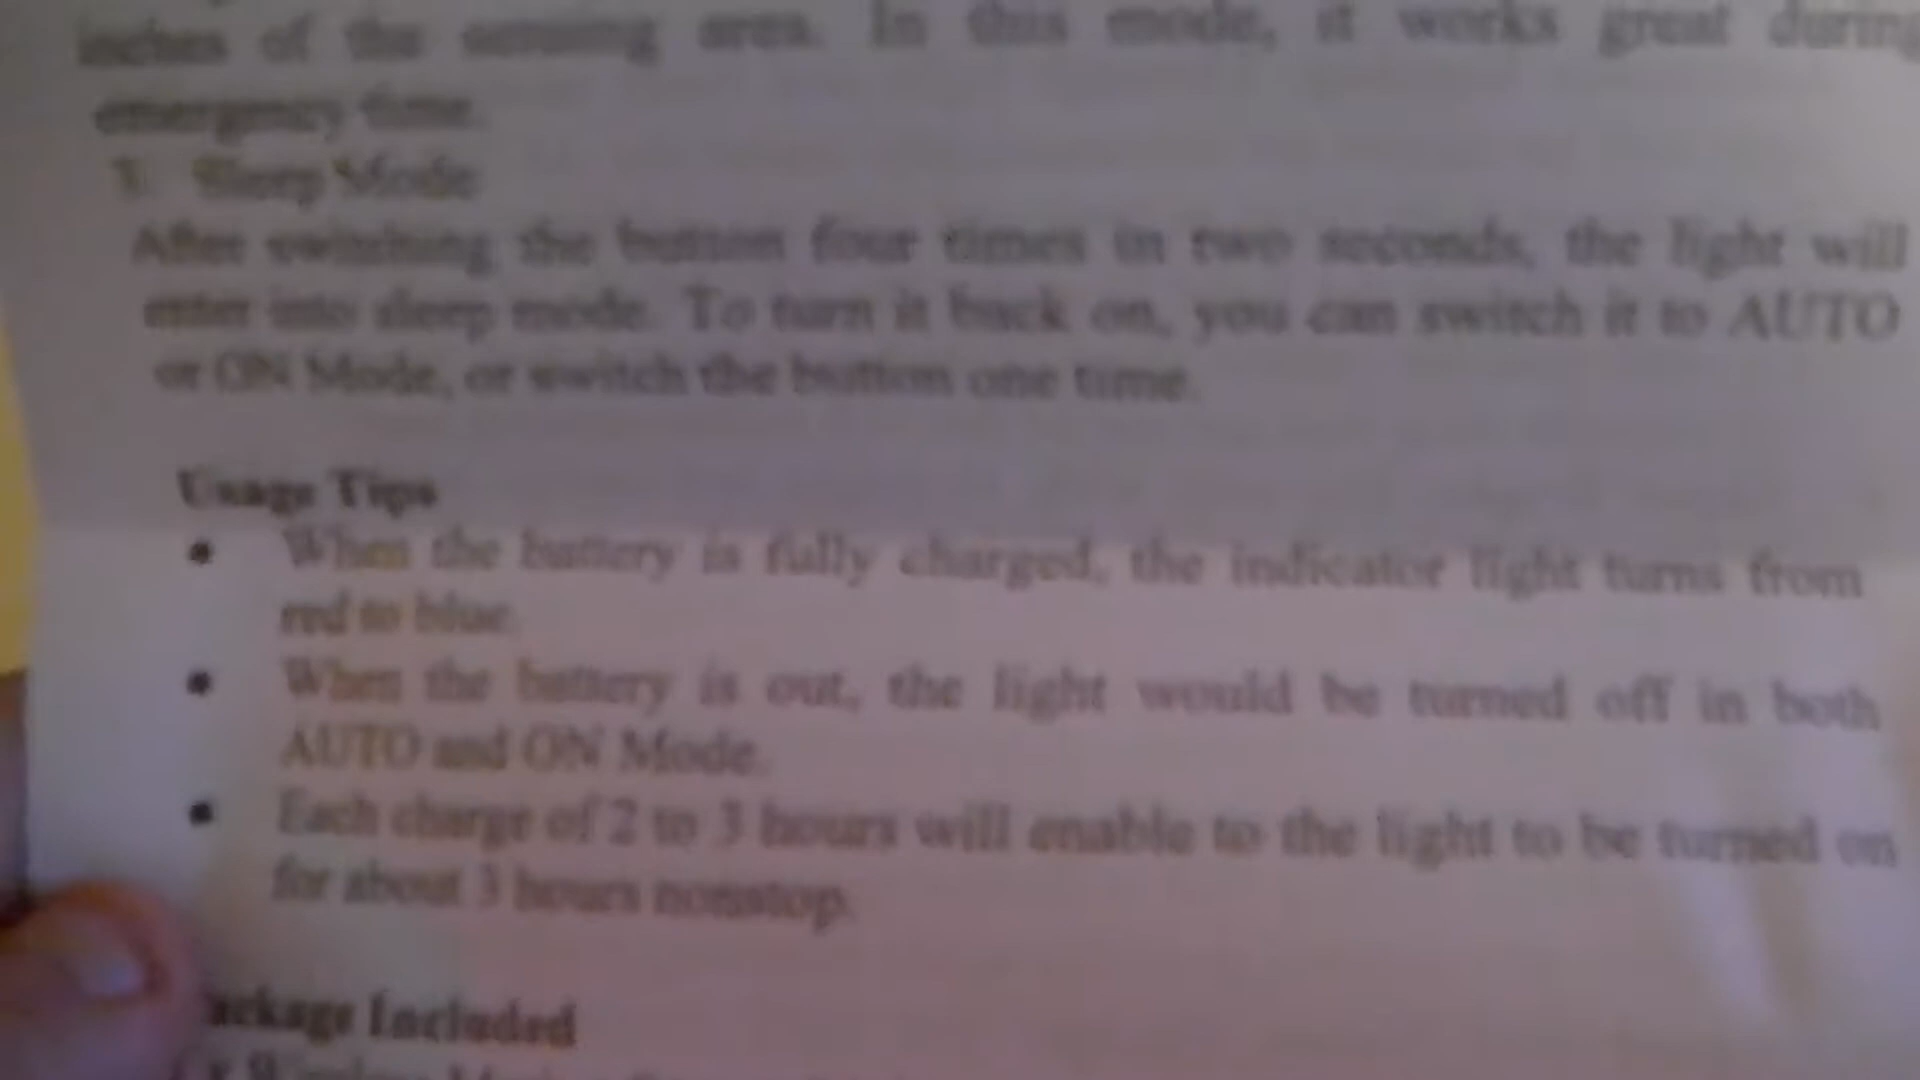 inches of the sensing area. In this mode, it works great during
emergency time.
3. Sleep Mode
After switching the button four times in two seconds, the light will
enter into sleep mode. To turn it back on, you can switch it to AUTO
or ON Mode, or switch the button one time.
Usage Tips
• When the battery is fully charged, the indicator light turns from
red to blue.
• When the battery is out, the light would be turned off in both
AUTO and ON Mode.
• Each charge of 2 to 3 hours will enable to the light to be turned on
for about 3 hours nonstop.
ackage Included